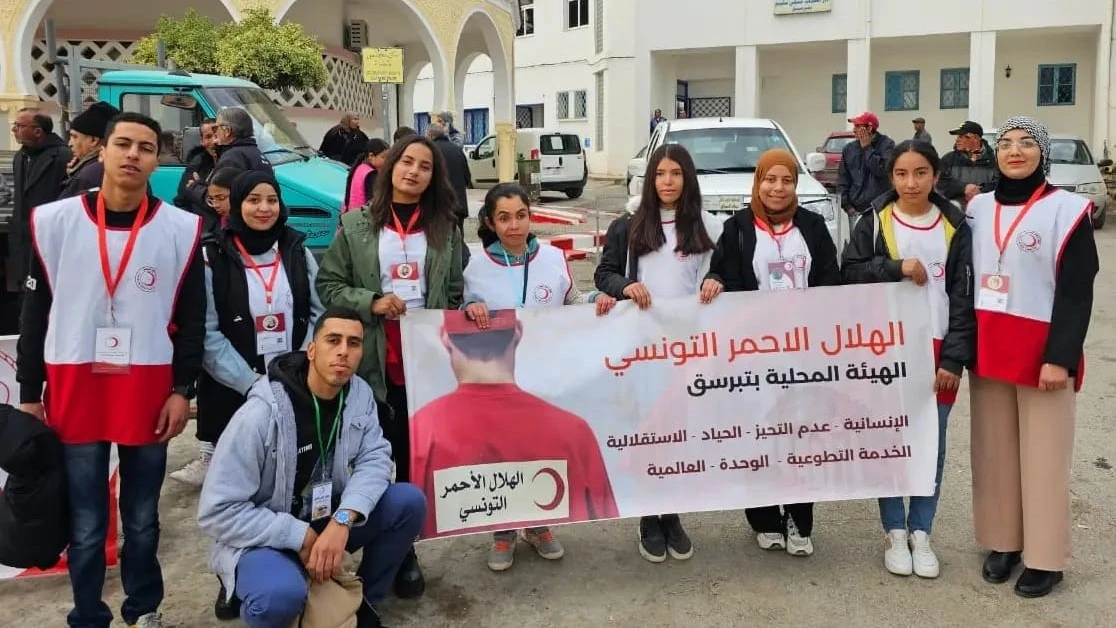 الهلال الاحمر التونسي
الهيئة المحلية بتبرسق
الإنسانية - عدم التحيز - الحياد - الاستقلالية
الخدمة التطوعية - الوحدة - العالمية
الهلال الأحمر
التونسي